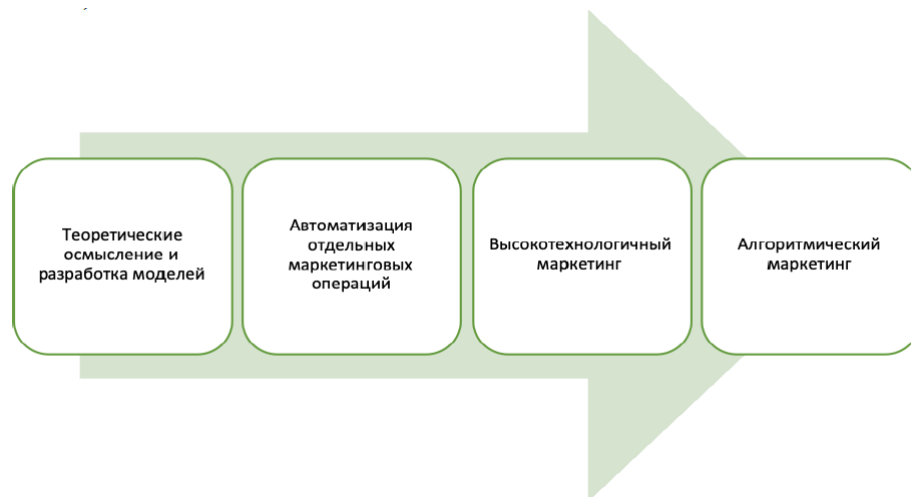 Теоретические
осмысление и
разработка моделей
Автоматизация
отдельных
маркетинговых
операций
Высокотехнологичный
маркетинг
Алгоритмический
маркетинг